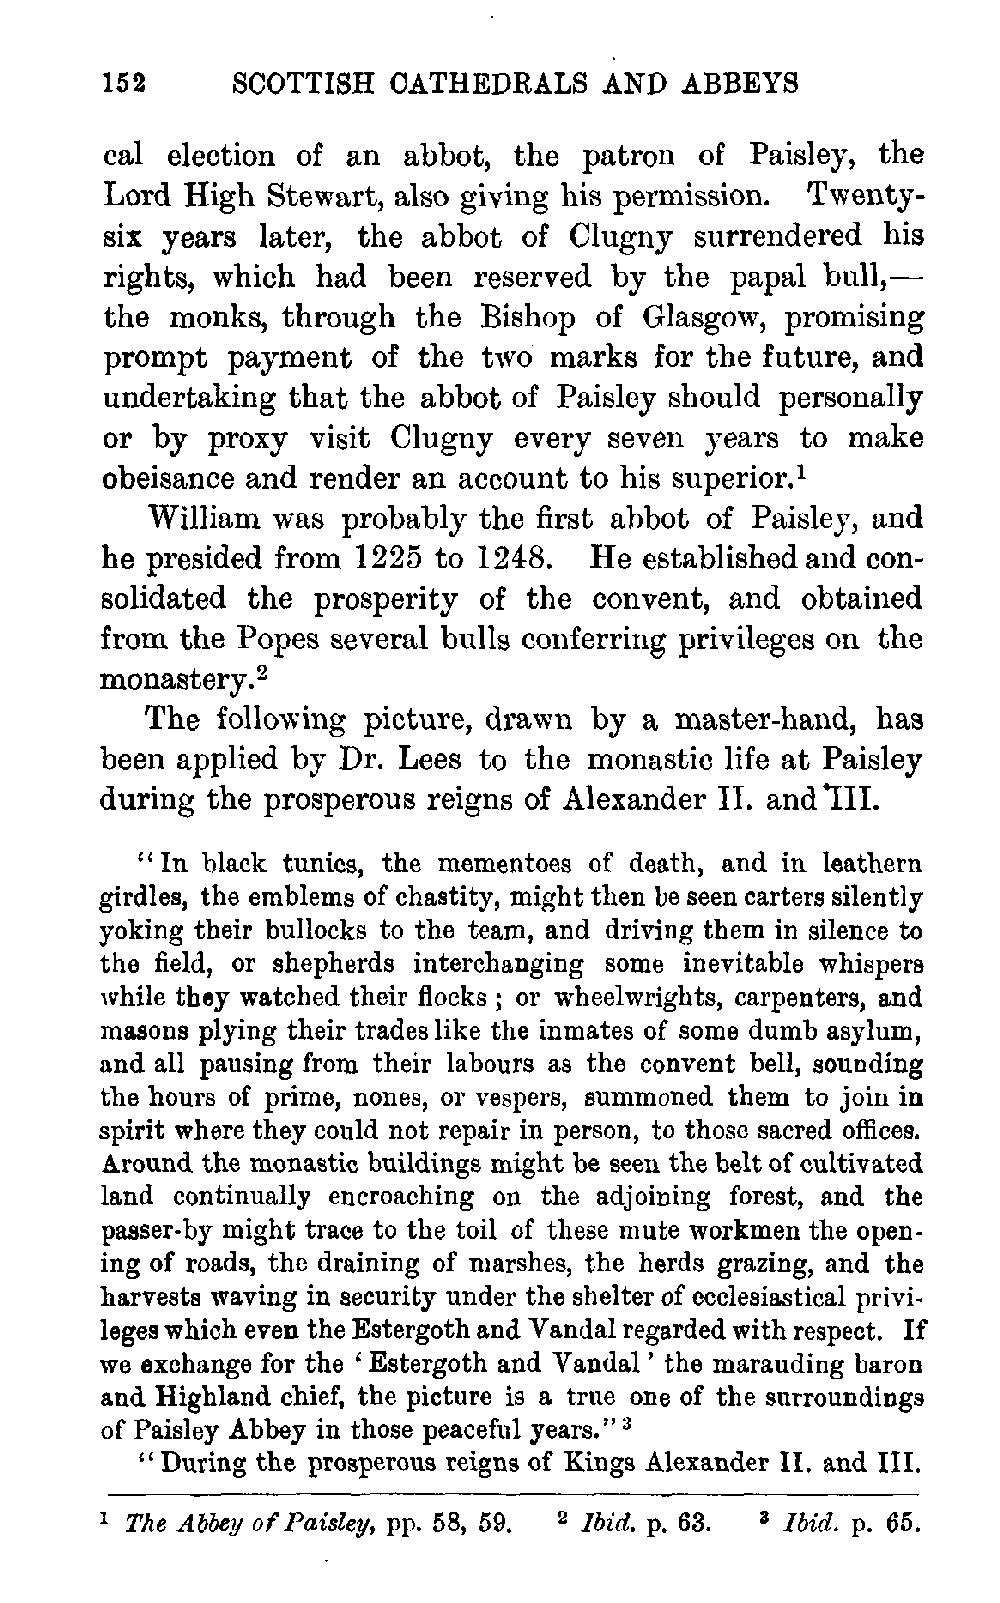 152 SCOTTISH CATHEDRALS AND ABBEYS
cal election of an abbot, the patron of Paisley, the
Lord High Stewart, also giving his permission. Twenty-
six years later, the abbot of Clugny surrendered his
rights, which had been reserved by the papal bull,—
the monks, through the Bishop of Glasgow, promising
prompt payment of the two marks for the future, and
undertaking that the abbot of Paisley should personally
or by proxy visit Clugny every seven years to make
obeisance and render an account to his superior.¹
William was probably the first abbot of Paisley, and
he presided from 1225 to 1248. He established and con-
solidated the prosperity of the convent, and obtained
from the Popes several bulls conferring privileges on the
monastery.²
The following picture, drawn by a master-hand, has
been applied by Dr. Lees to the monastic life at Paisley
during the prosperous reigns of Alexander II. and III.
"In black tunics, the mementoes of death, and in leathern
girdles, the emblems of chastity, might then be seen carters silently
yoking their bullocks to the team, and driving them in silence to
the field, or shepherds interchanging some inevitable whispers
while they watched their flocks ; or wheelwrights, carpenters, and
masons plying their trades like the inmates of some dumb asylum,
and all pausing from their labours as the convent bell, sounding
the hours of prime, nones, or vespers, summoned them to join in
spirit where they could not repair in person, to those sacred offices.
Around the monastic buildings might be seen the belt of cultivated
land continually encroaching on the adjoining forest, and the
passer-by might trace to the toil of these mute workmen the open-
ing of roads, the draining of marshes, the herds grazing, and the
harvests waving in security under the shelter of ecclesiastical privi-
leges which even the Estergoth and Vandal regarded with respect. If
we exchange for the ‘Estergoth and Vandal’ the marauding baron
and Highland chief, the picture is a true one of the surroundings
of Paisley Abbey in those peaceful years." ³
"During the prosperous reigns of Kings Alexander II. and III.
¹ The Abbey of Paisley, pp. 58, 59. ² Ibid. p. 63. ³ Ibid. p. 65.